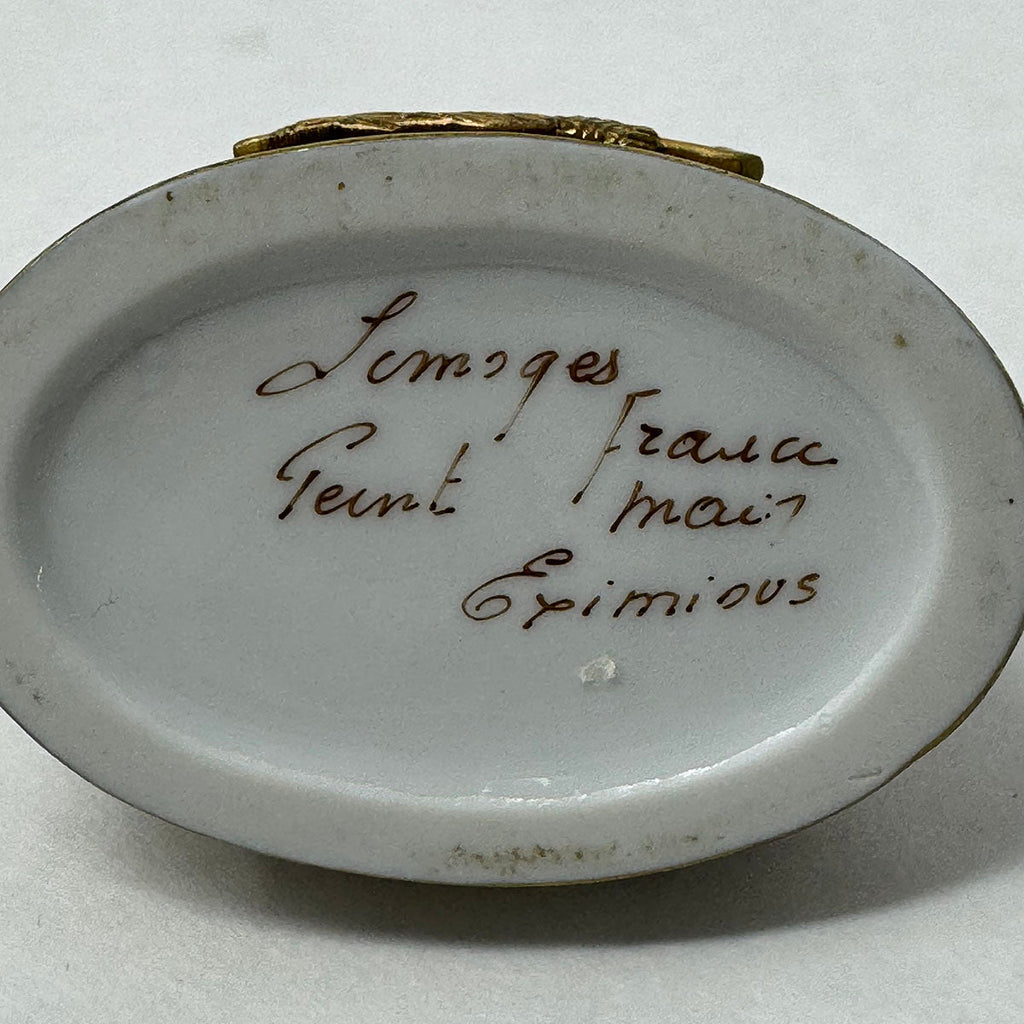 Limoges
France
Peint main
Eximious